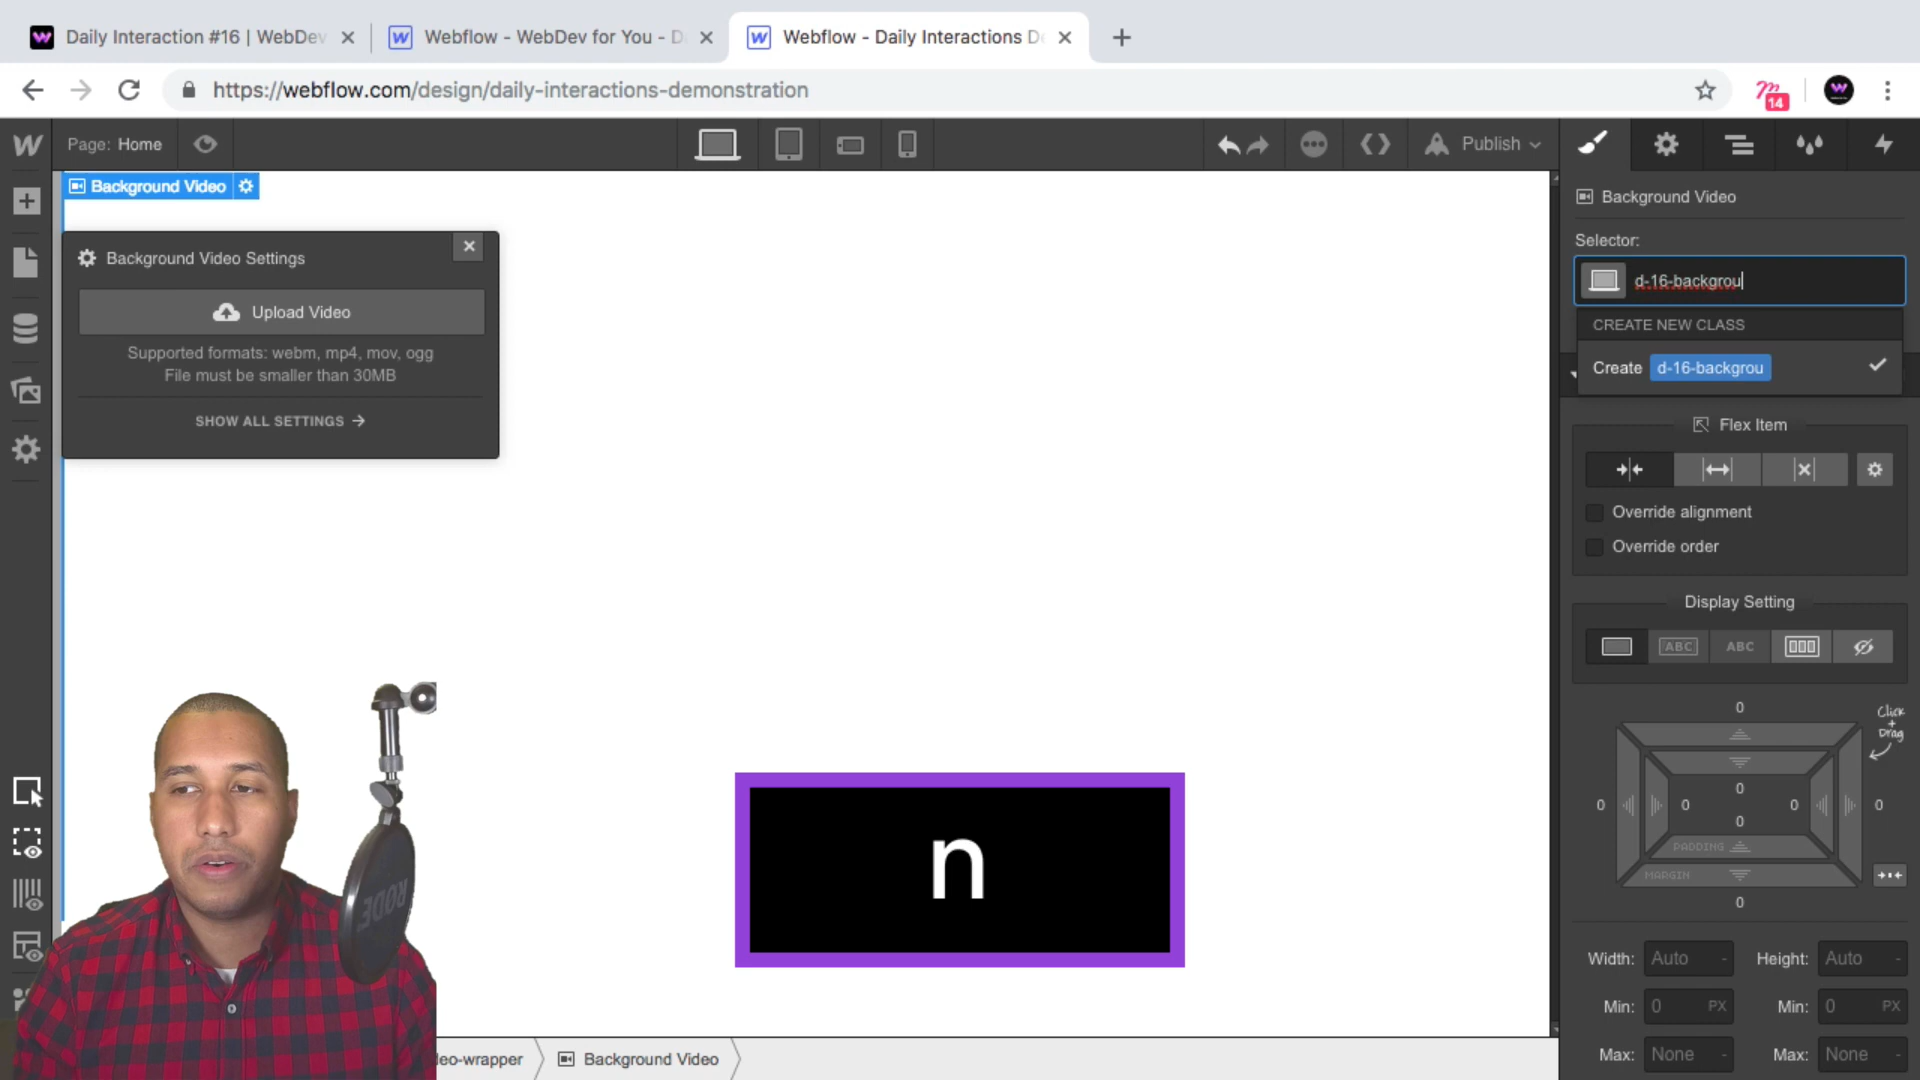 Daily Interaction #16 | WebDev
Webflow - WebDev for You - D
Webflow - Daily Interactions D
https://webflow.com/design/daily-interactions-demonstration
14
Page: Home
Publish
Background Video
Background Video Settings
Upload Video
Supported formats: webm, mp4, mov, ogg
File must be smaller than 30MB
SHOW ALL SETTINGS
RODE
n
eo-wrapper
Background Video
Background Video
Selector:
d-16-backgrou
CREATE NEW CLASS
Create d-16-backgrou
Flex Item
Override alignment
Override order
Display Setting
ABC ABC
0
Click
+
Drag
0
0 0 0 0
0
PADDING
MARGIN
0
Width: Auto - Height: Auto -
Min: 0 PX Min: 0 PX
Max: None - Max: None -